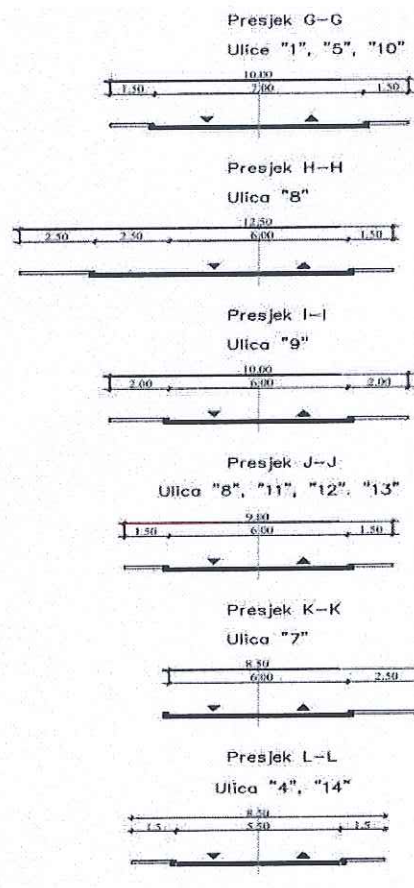 Presjek G-G
Ulice "1", "5", "10"
10.00
1.50 7.00 1.50
Presjek H-H
Ulica "8"
12.50
2.50 2.50 6.00 1.50
Presjek I-I
Ulica "9"
10.00
2.00 6.00 2.00
Presjek J-J
Ulica "8", "11", "12". "13"
9.00
1.50 6.00 1.50
Presjek K-K
Ulica "7"
8.50
6.00 2.50
Presjek L-L
Ulica "4", "14"
8.50
1.5 5.50 1.5